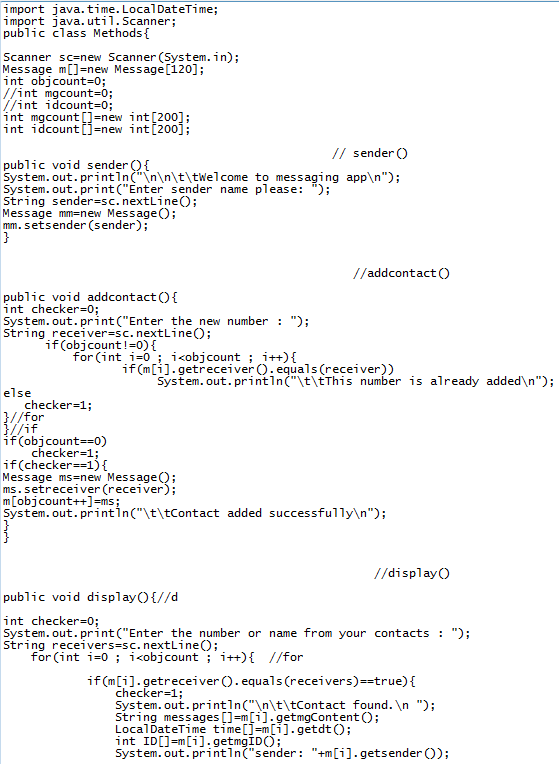 import java.time.LocalDateTime;
import java.util.Scanner;
public class Methods{
Scanner sc=new Scanner(System.in);
Message m[]=new Message[120];
int objcount=0;
//int mgcount=0;
//int idcount=0;
int mgcount[]=new int[200];
int idcount[]=new int[200];
// sender()
public void sender(){
System.out.println("\n\n\t\tWelcome to messaging app\n");
System.out.print("Enter sender name please: ");
String sender=sc.nextLine();
Message mm=new Message();
mm.setsender(sender);
}
//addcontact()
public void addcontact(){
int checker=0;
System.out.print("Enter the new number : ");
String receiver=sc.nextLine();
if(objcount!=0){
for(int i=0 ; i<objcount ; i++){
if(m[i].getreceiver().equals(receiver))
System.out.println("\t\tThis number is already added\n");
else
checker=1;
}//for
}//if
if(objcount==0)
checker=1;
if(checker==1){
Message ms=new Message();
ms.setreceiver(receiver);
m[objcount++]=ms;
System.out.println("\t\tContact added successfully\n");
}
}
//display()
public void display(){//d
int checker=0;
System.out.print("Enter the number or name from your contacts : ");
String receivers=sc.nextLine();
for(int i=0 ; i<objcount ; i++){  //for
if(m[i].getreceiver().equals(receivers)==true){
checker=1;
System.out.println("\n\t\tContact found.\n ");
String messages[]=m[i].getmgContent();
LocalDateTime time[]=m[i].getdt();
int ID[]=m[i].getmgID();
System.out.println("sender: "+m[i].getsender());